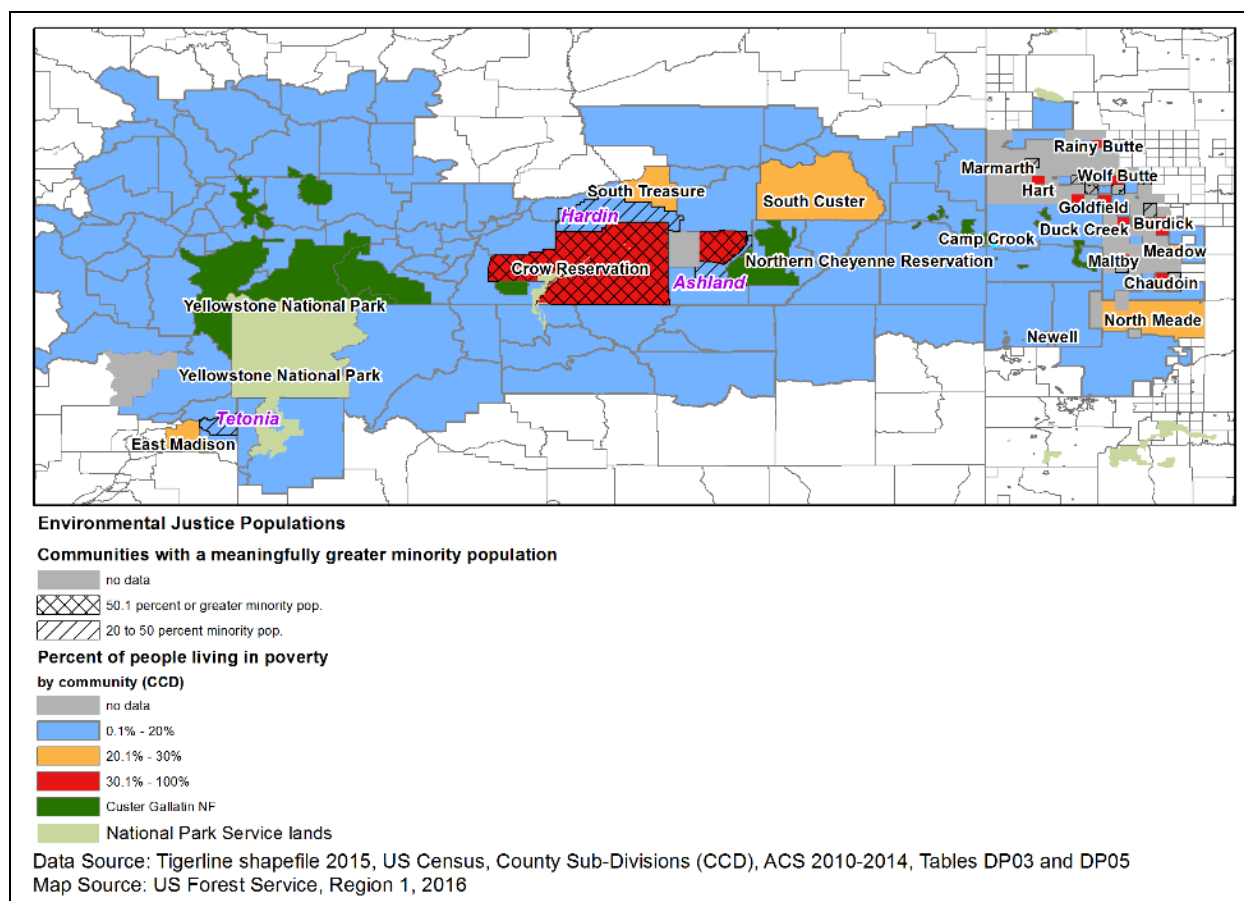 Rainy Butte
Marmarth
Wolf Butte
Hart
South Treasure
South Custer
Goldfield
Hardin
Duck Creek
Burdick
Camp Crook
Northern Cheyenne Reservation
Maltby
Meadow
Crow Reservation
Ashland
Chaudoin
Yellowstone National Park
North Meade
Newell
Yellowstone National Park
Tetonia
East Madison
Environmental Justice Populations
Communities with a meaningfully greater minority population
no data
50.1 percent or greater minority pop.
20 to 50 percent minority pop.
Percent of people living in poverty
by community (CCD)
no data
0.1% - 20%
20.1% - 30%
30.1% - 100%
Custer Gallatin NF
National Park Service lands
Data Source: Tigerline shapefile 2015, US Census, County Sub-Divisions (CCD), ACS 2010-2014, Tables DP03 and DP05
Map Source: US Forest Service, Region 1, 2016